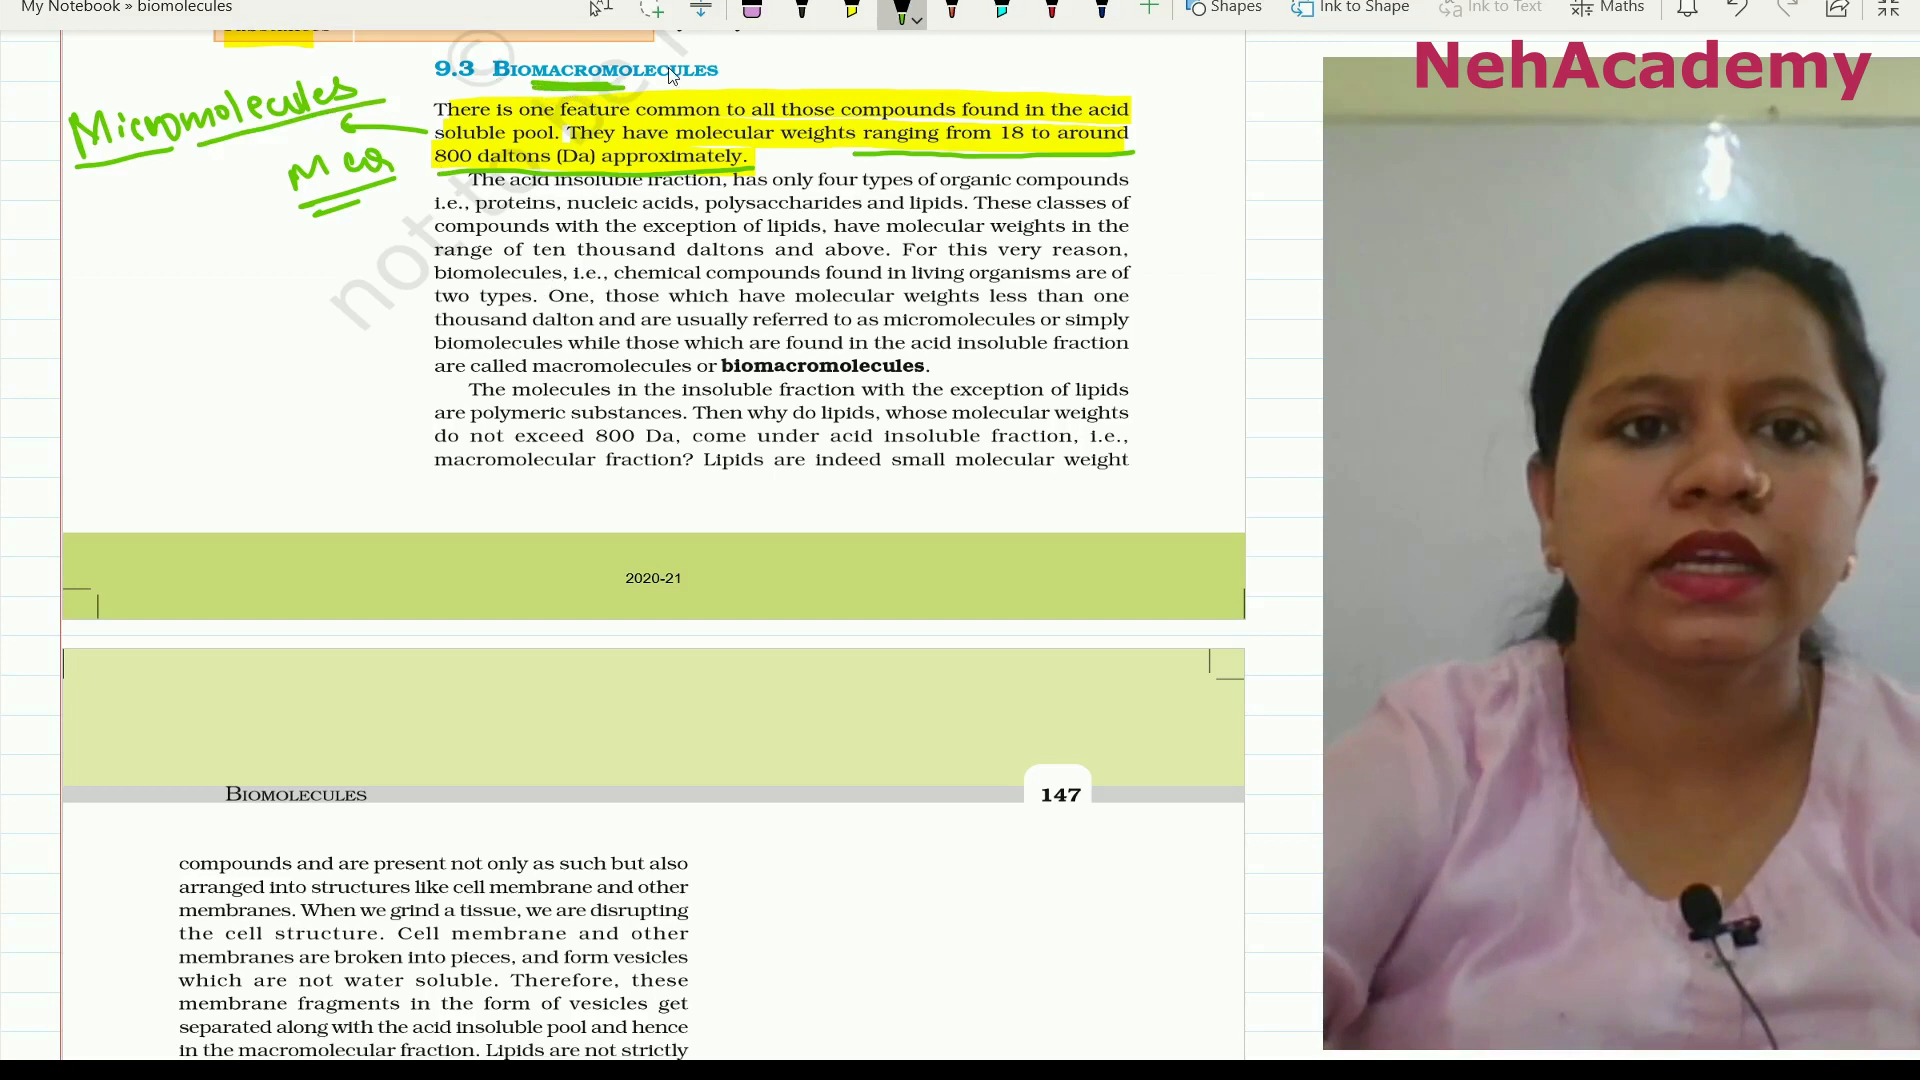 My Notebook » biomolecules
Shapes
Ink to Shape
Ink to Text
Maths
NehAcademy
9.3 BIOMACROMOLECULES
Micromolecules
There is one feature common to all those compounds found in the acid
soluble pool. They have molecular weights ranging from 18 to around
800 daltons (Da) approximately.
The acid insoluble fraction, has only four types of organic compounds
i.e., proteins, nucleic acids, polysaccharides and lipids. These classes of
compounds with the exception of lipids, have molecular weights in the
range of ten thousand daltons and above. For this very reason,
biomolecules, i.e., chemical compounds found in living organisms are of
two types. One, those which have molecular weights less than one
thousand dalton and are usually referred to as micromolecules or simply
biomolecules while those which are found in the acid insoluble fraction
are called macromolecules or biomacromolecules.
The molecules in the insoluble fraction with the exception of lipids
are polymeric substances. Then why do lipids, whose molecular weights
do not exceed 800 Da, come under acid insoluble fraction, i.e.,
macromolecular fraction? Lipids are indeed small molecular weight
©
not to be r
2020-21
BIOMOLECULES
147
compounds and are present not only as such but also
arranged into structures like cell membrane and other
membranes. When we grind a tissue, we are disrupting
the cell structure. Cell membrane and other
membranes are broken into pieces, and form vesicles
which are not water soluble. Therefore, these
membrane fragments in the form of vesicles get
separated along with the acid insoluble pool and hence
in the macromolecular fraction. Lipids are not strictly